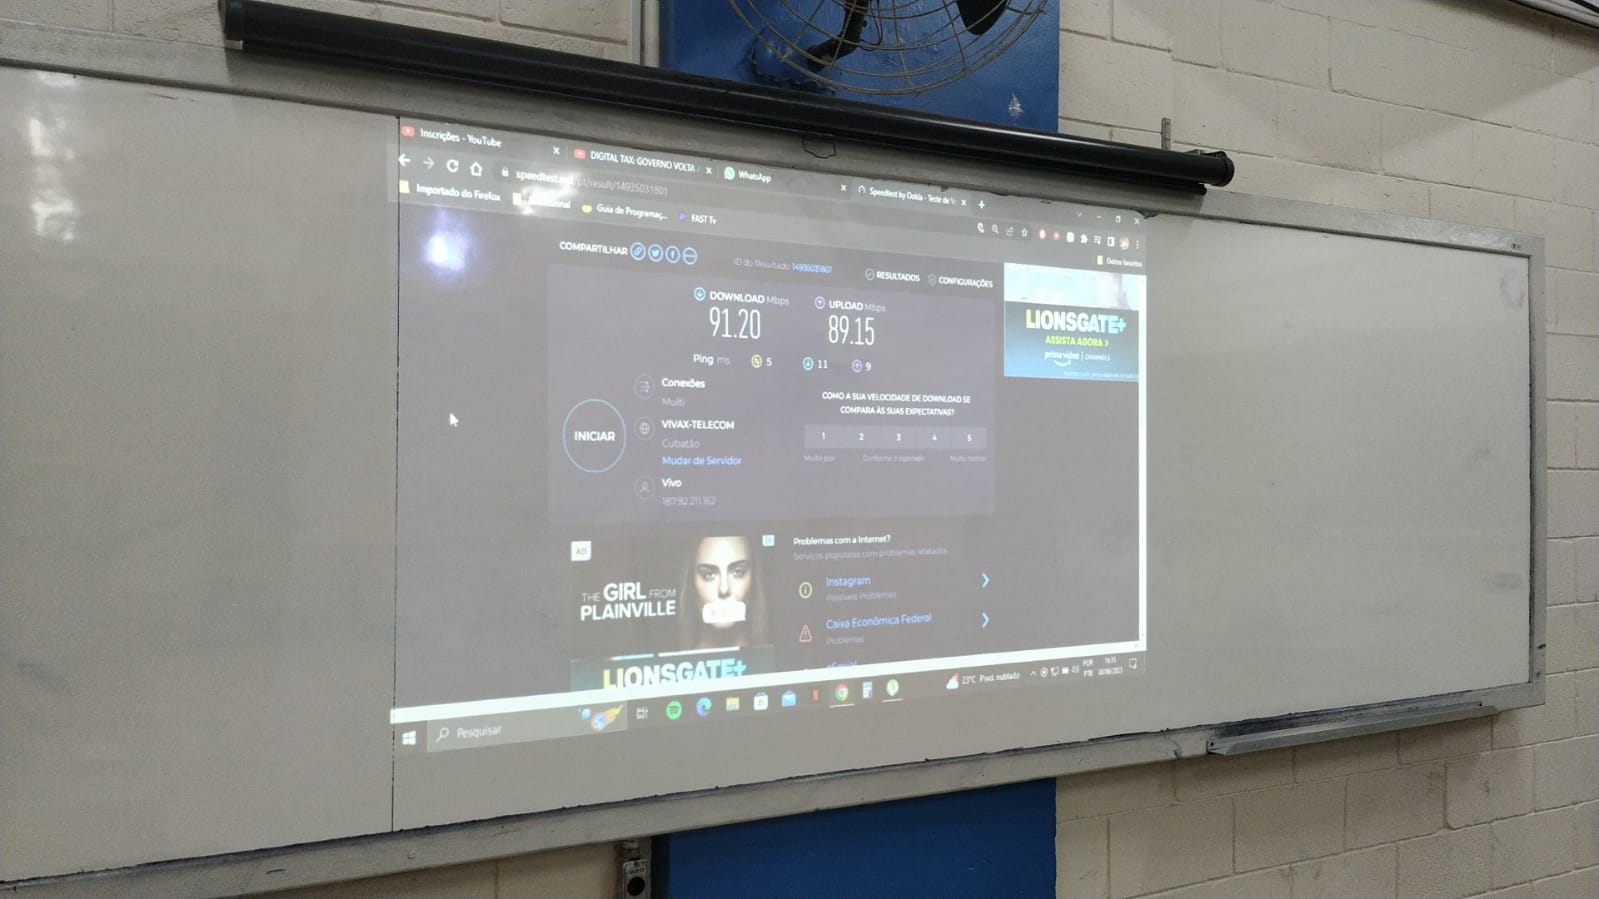 Inscrições - YouTube
DIGITAL TAX: GOVERNO VOLTA
WhatsApp
Speedtest by Ookla - Teste de
speedtest.net/pt/result/14935031801
Importado do Firefox
Guia de Programaç...
FAST Tv
Outros favoritos
COMPARTILHAR
ID do Resultado 14935031801
RESULTADOS
CONFIGURAÇÕES
DOWNLOAD Mbps
UPLOAD Mbps
91.20
89.15
Ping ms
5
11
9
Conexões
Multi
INICIAR
VIVAX-TELECOM
Cubatão
Mudar de Servidor
Vivo
187.92.211.162
COMO A SUA VELOCIDADE DE DOWNLOAD SE
COMPARA ÀS SUAS EXPECTATIVAS?
1 2 3 4 5
Muito pior
Conforme o esperado
Muito melhor
LIONSGATE+
ASSISTA AGORA >
prime video | CHANNELS
AD
THE GIRL FROM
PLAINVILLE
LIONSGATE+
Problemas com a Internet?
Serviços populares com problemas relatados
Instagram
Possíveis Problemas
Caixa Econômica Federal
Problemas
eSocial
Pesquisar
23°C Pred. nublado
POR
PTB